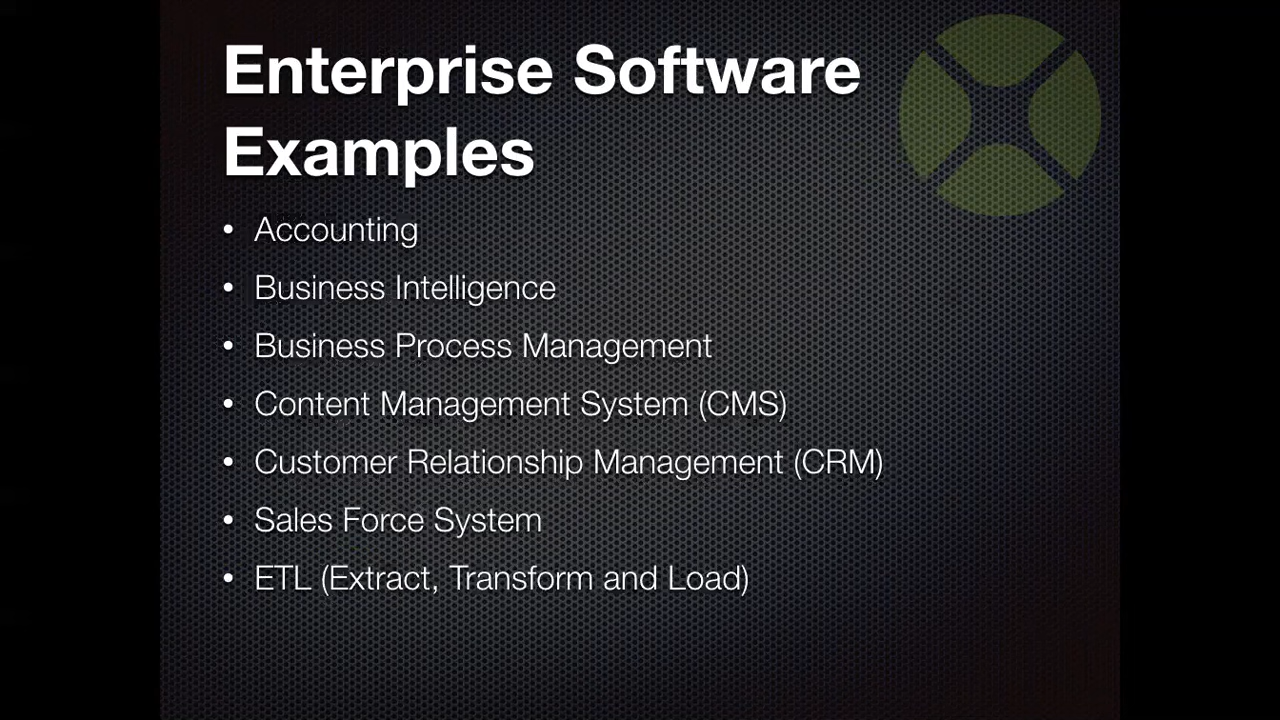 Enterprise Software
Examples
• Accounting
• Business Intelligence
• Business Process Management
• Content Management System (CMS)
• Customer Relationship Management (CRM)
• Sales Force System
• ETL (Extract, Transform and Load)